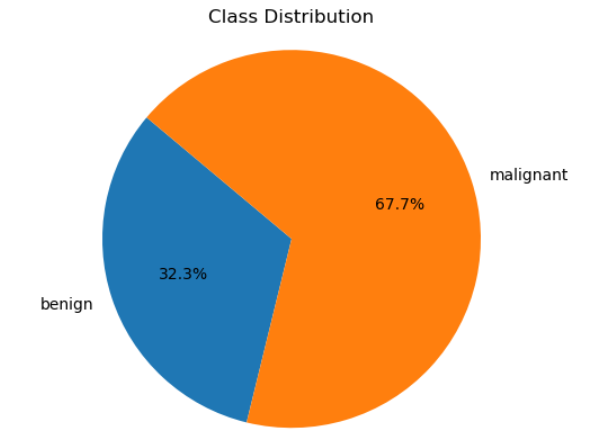 Class Distribution
malignant
67.7%
32.3%
benign